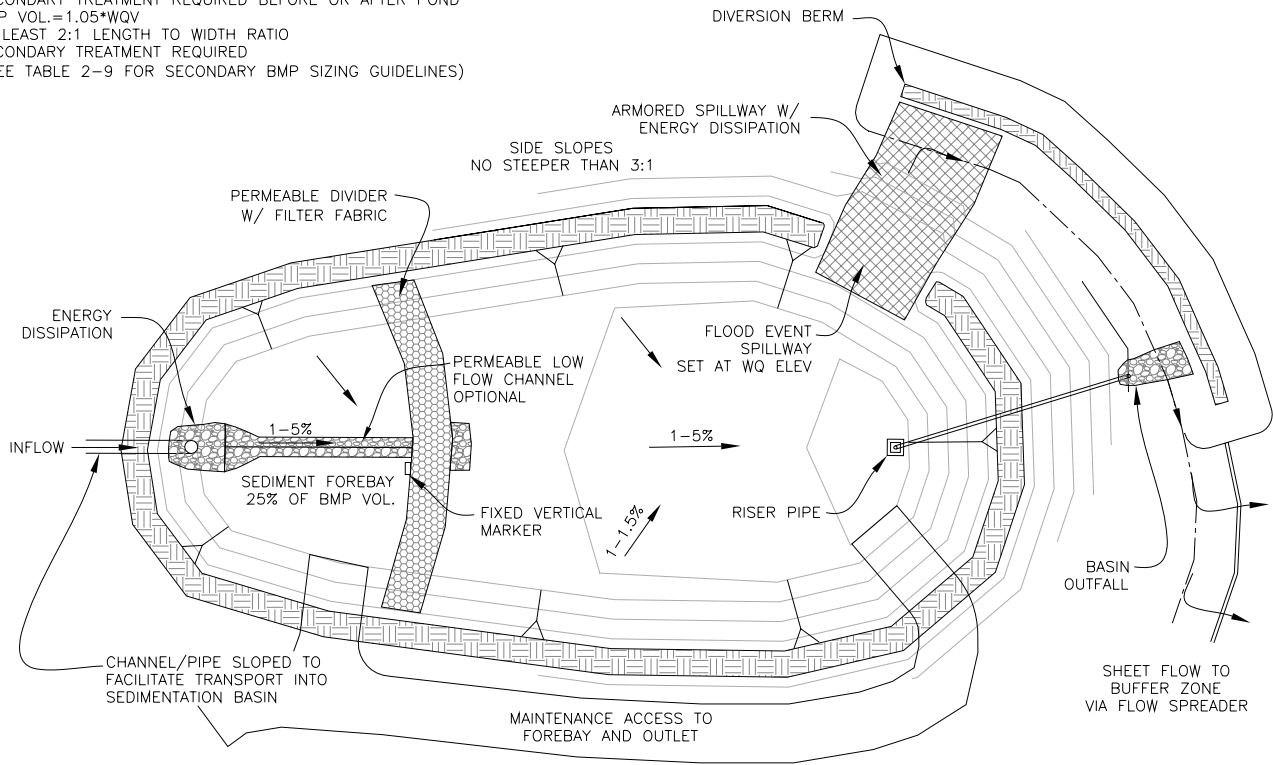 TREATMENT REQUIRED BEFORE OR AFTER POND
VOL.=1.05*WQV
LEAST 2:1 LENGTH TO WIDTH RATIO
TREATMENT REQUIRED
TABLE 2-9 FOR SECONDARY BMP SIZING GUIDELINES)
DIVERSION BERM
ARMORED SPILLWAY W/
ENERGY DISSIPATION
SIDE SLOPES
NO STEEPER THAN 3:1
PERMEABLE DIVIDER
W/ FILTER FABRIC
ENERGY
DISSIPATION
FLOOD EVENT
SPILLWAY
SET AT WQ ELEV
PERMEABLE LOW
FLOW CHANNEL
OPTIONAL
1-5%
1-5%
INFLOW
SEDIMENT FOREBAY
25% OF BMP VOL.
FIXED VERTICAL
MARKER
1-1.5%
RISER PIPE
BASIN
OUTFALL
CHANNEL/PIPE SLOPED TO
FACILITATE TRANSPORT INTO
SEDIMENTATION BASIN
MAINTENANCE ACCESS TO
FOREBAY AND OUTLET
SHEET FLOW TO
BUFFER ZONE
VIA FLOW SPREADER